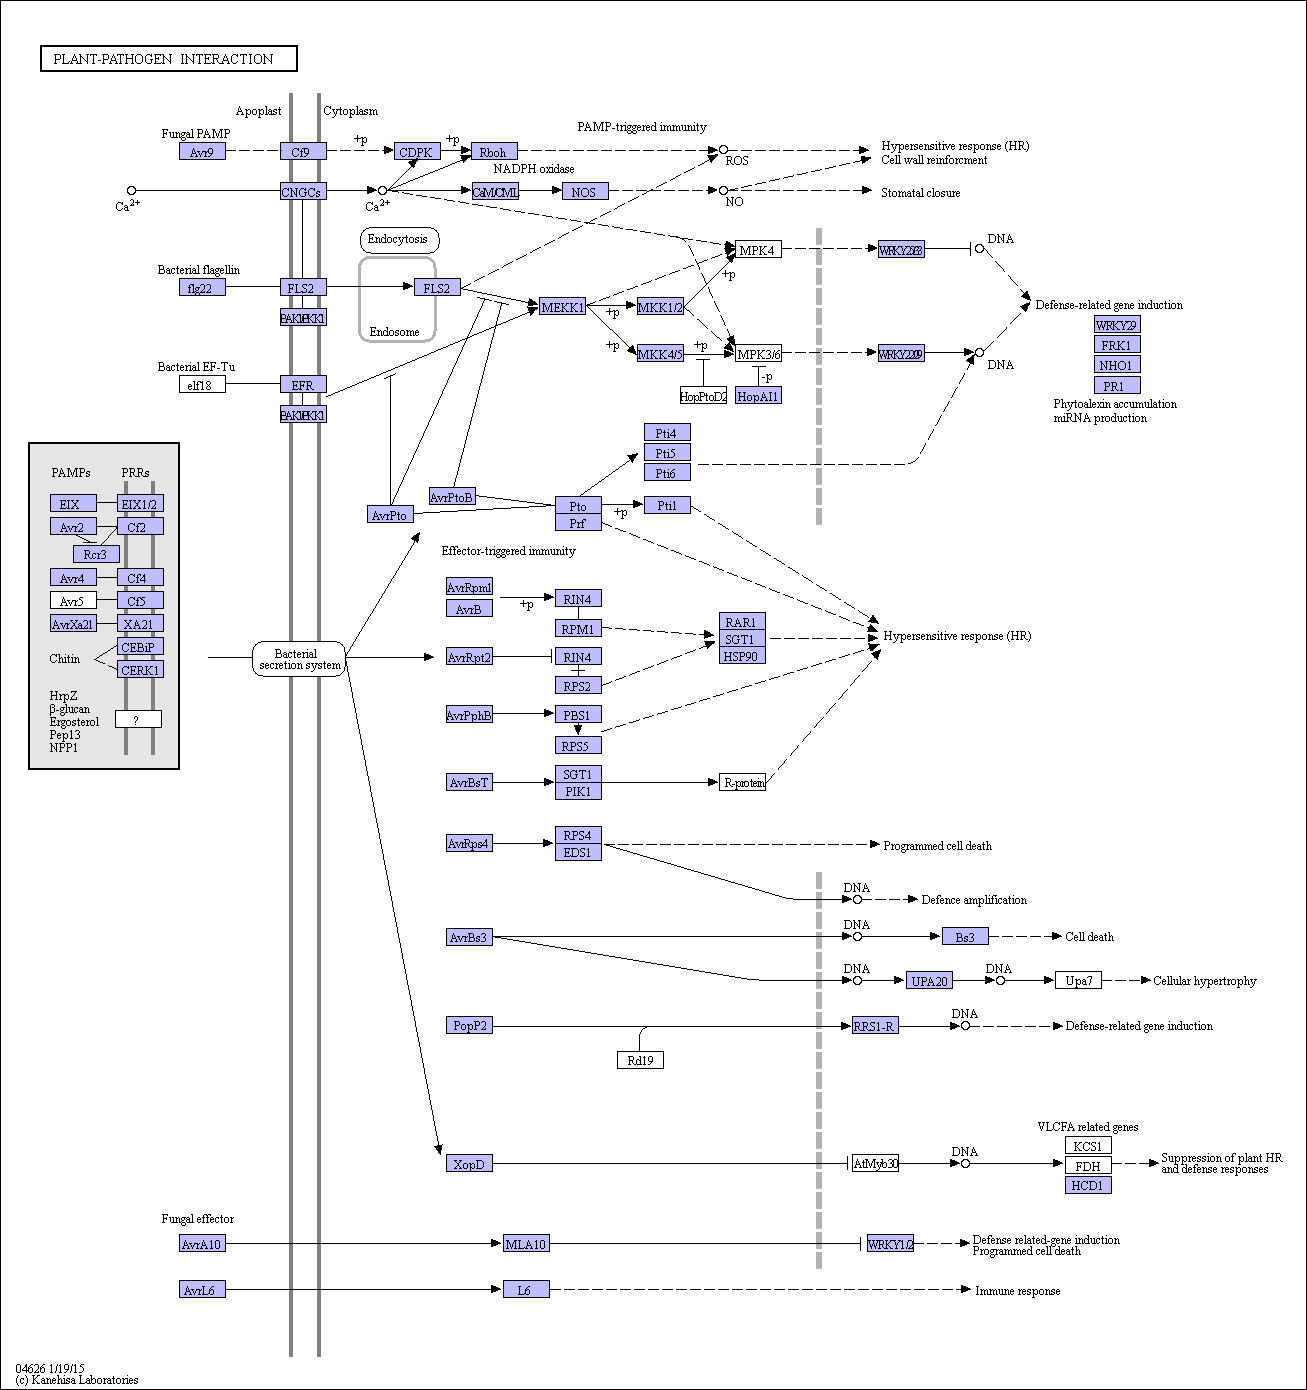 PLANT-PATHOGEN INTERACTION
Apoplast
Cytoplasm
Fungal PAMP
PAMP-triggered immunity
Avr9
Cf9
+p
CDPK
+p
Rboh
ROS
Hypersensitive response (HR)
Cell wall reinforcment
NADPH oxidase
Ca2+
CNGCs
Ca2+
CaM/CML
NOS
NO
Stomatal closure
Endocytosis
MPK4
DNA
+p
Bacterial flagellin
flg22
FLS2
FLS2
Endosome
MEKK1
+p
MKK1/2
Defense-related gene induction
WRKY29
FRK1
NHO1
PR1
Phytoalexin accumulation
miRNA production
+p
MKK4/5
+p
MPK3/6
DNA
Bacterial EF-Tu
elf18
EFR
HopPtoD2
-p
HopAI1
Pti4
Pti5
Pti6
PAMPs
PRRs
EIX
EIX1/2
Avr2
Cf2
Rcr3
Avr4
Cf4
Avr5
Cf5
AvrXa21
XA21
Chitin
CEBiP
CERK1
HrpZ
β-glucan
Ergosterol
Pep13
NPP1
?
AvrPto
AvrPtoB
Pto
Prf
+p
Pti1
Effector-triggered immunity
Bacterial
secretion system
AvrRpm1
AvrB
+p
RIN4
RPM1
RAR1
SGT1
HSP90
Hypersensitive response (HR)
AvrRpt2
RIN4
RPS2
AvrPphB
PBS1
RPS5
AvrBsT
SGT1
PIK1
R-protein
AvrRps4
RPS4
EDS1
Programmed cell death
DNA
Defence amplification
AvrBs3
DNA
Bs3
Cell death
DNA
UPA20
DNA
Upa7
Cellular hypertrophy
PopP2
Rd19
RRS1-R
DNA
Defense-related gene induction
XopD
AtMyb30
DNA
VLCFA related genes
KCS1
FDH
HCD1
Suppression of plant HR
and defense responses
Fungal effector
AvrA10
MLA10
WRKY1/2
Defense related-gene induction
Programmed cell death
AvrL6
L6
Immune response
04626 1/19/15
(c) Kanehisa Laboratories